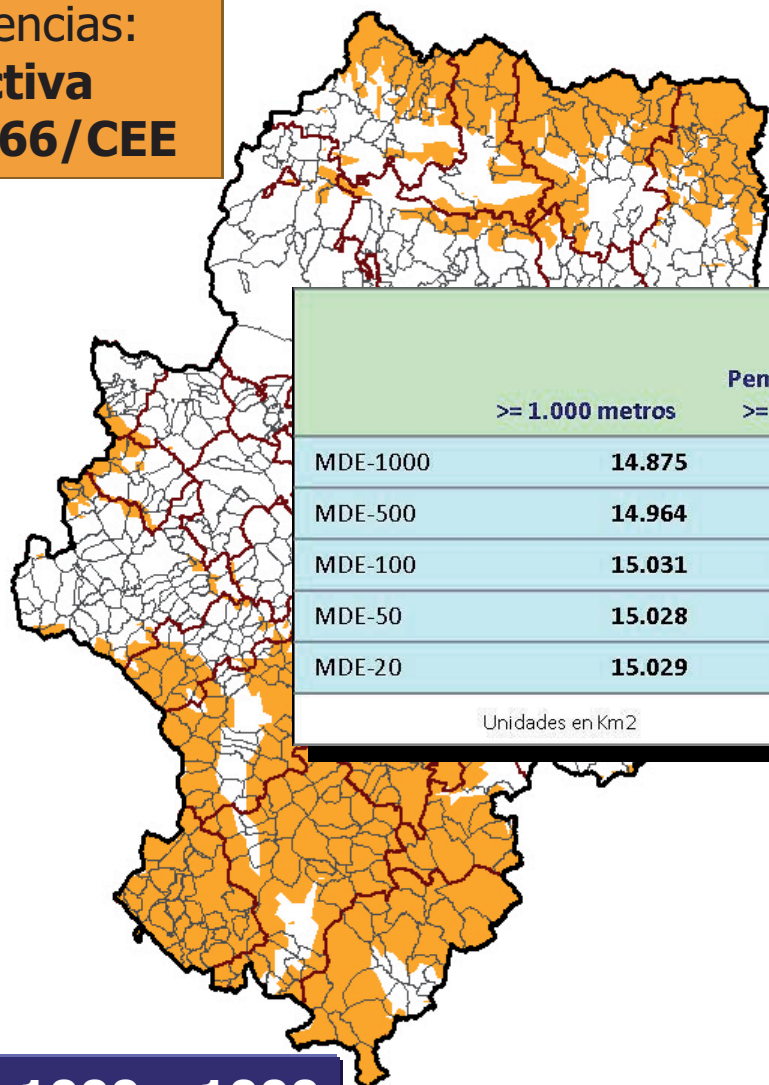 encias:
ctiva
66/CEE
Pen
>= 1.000 metros >=
MDE-1000 14.875
MDE-500 14.964
MDE-100 15.031
MDE-50 15.028
MDE-20 15.029
Unidades en Km2